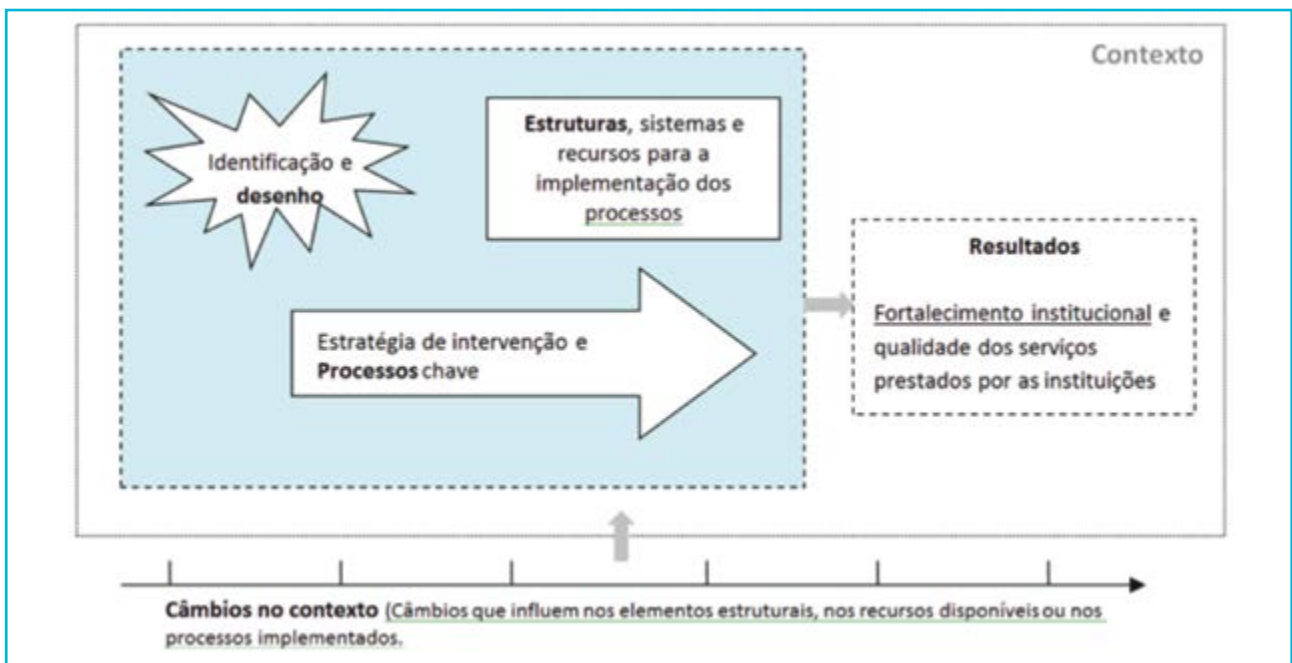 Contexto
Identificação e
desenho
Estruturas, sistemas e
recursos para a
implementação dos
processos
Estratégia de intervenção e
Processos chave
Resultados
Fortalecimento institucional e
qualidade dos serviços
prestados por as instituições
Câmbios no contexto (Câmbios que influem nos elementos estruturais, nos recursos disponíveis ou nos
processos implementados.